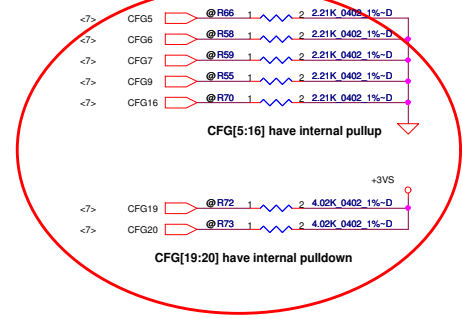 <7> CFG5 @R66 1 2 2.21K_0402_1%~D
<7> CFG6 @R58 1 2 2.21K_0402_1%~D
<7> CFG7 @R59 1 2 2.21K_0402_1%~D
<7> CFG9 @R55 1 2 2.21K_0402_1%~D
<7> CFG16 @R70 1 2 2.21K_0402_1%~D
CFG[5:16] have internal pullup
+3VS
<7> CFG19 @R72 1 2 4.02K_0402_1%~D
<7> CFG20 @R73 1 2 4.02K_0402_1%~D
CFG[19:20] have internal pulldown